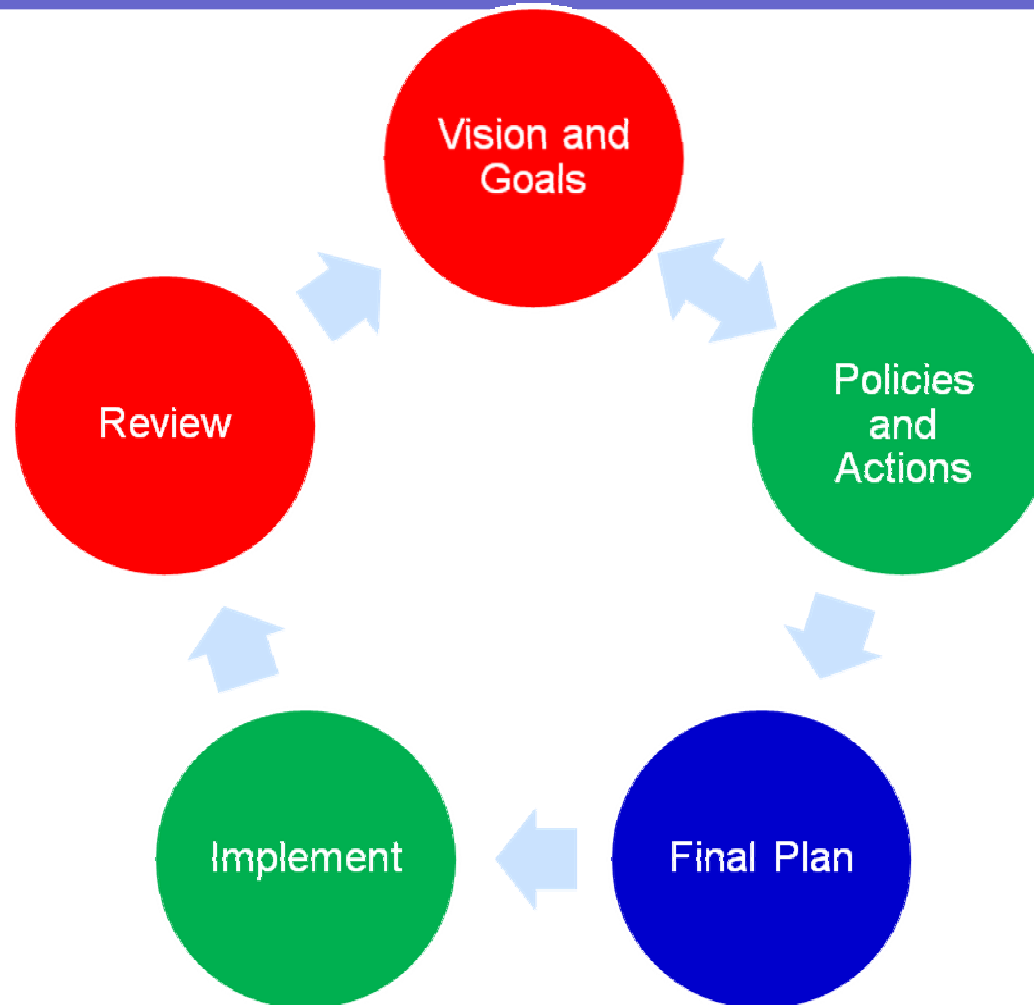 Vision and
Goals
Policies
and
Actions
Final Plan
Implement
Review